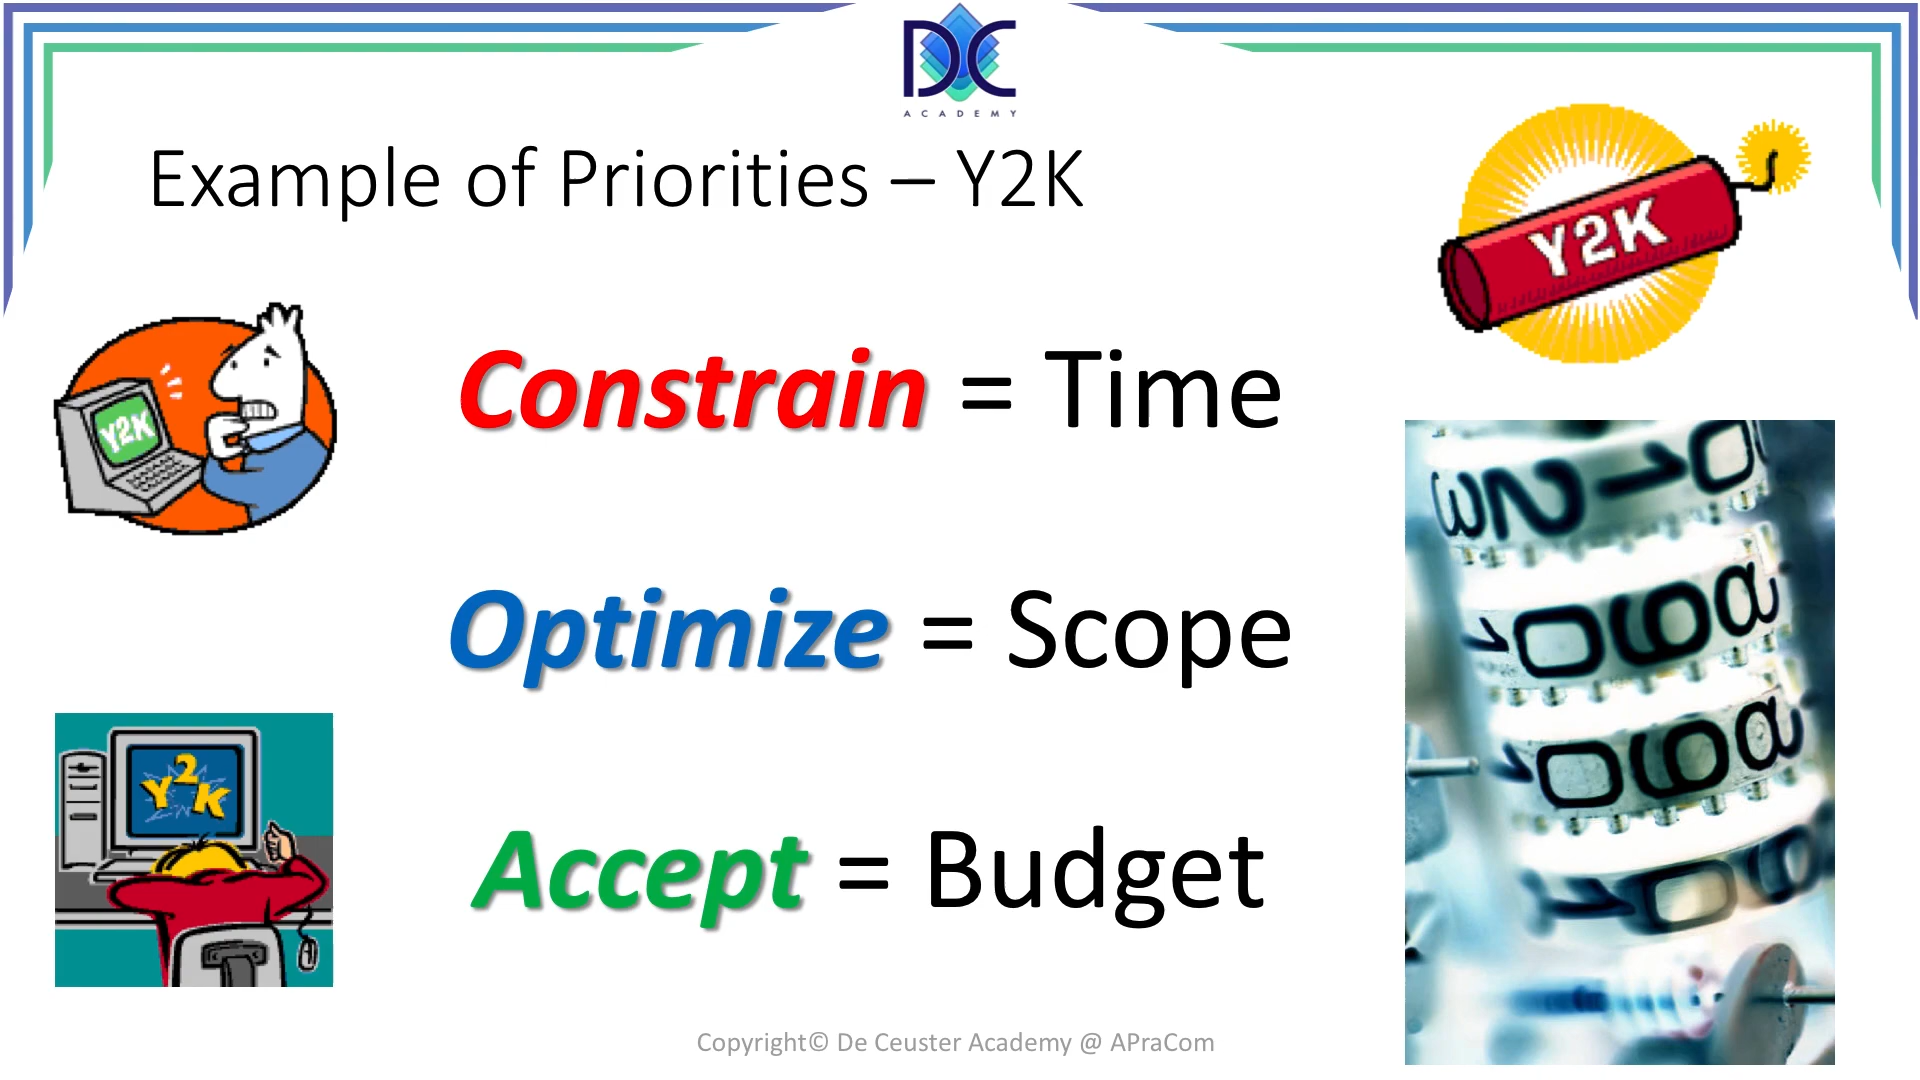 DC
ACADEMY
Example of Priorities – Y2K
Y2K
Y2K
Constrain = Time
Optimize = Scope
Y2K
Accept = Budget
Copyright© De Ceuster Academy @ APraCom